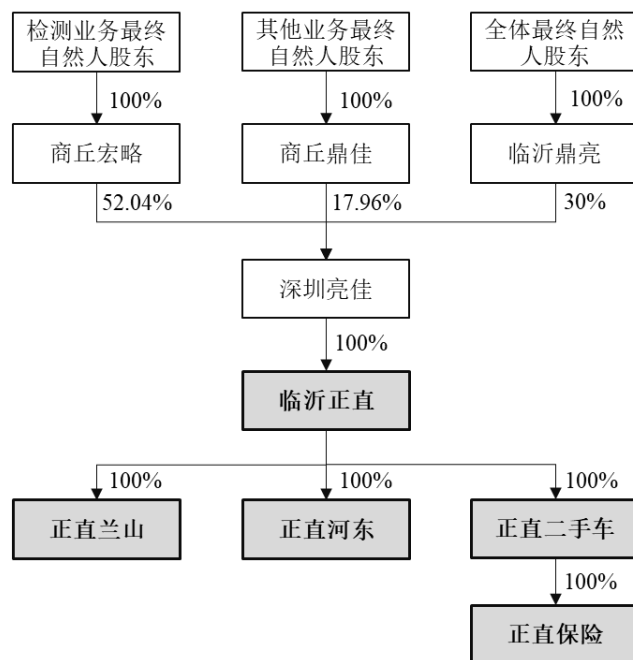 检测业务最终
自然人股东
其他业务最终
自然人股东
全体最终自然
人股东
100%
100%
100%
商丘宏略
商丘鼎佳
临沂鼎亮
52.04%
17.96%
30%
深圳亮佳
100%
临沂正直
100%
100%
100%
正直兰山
正直河东
正直二手车
100%
正直保险